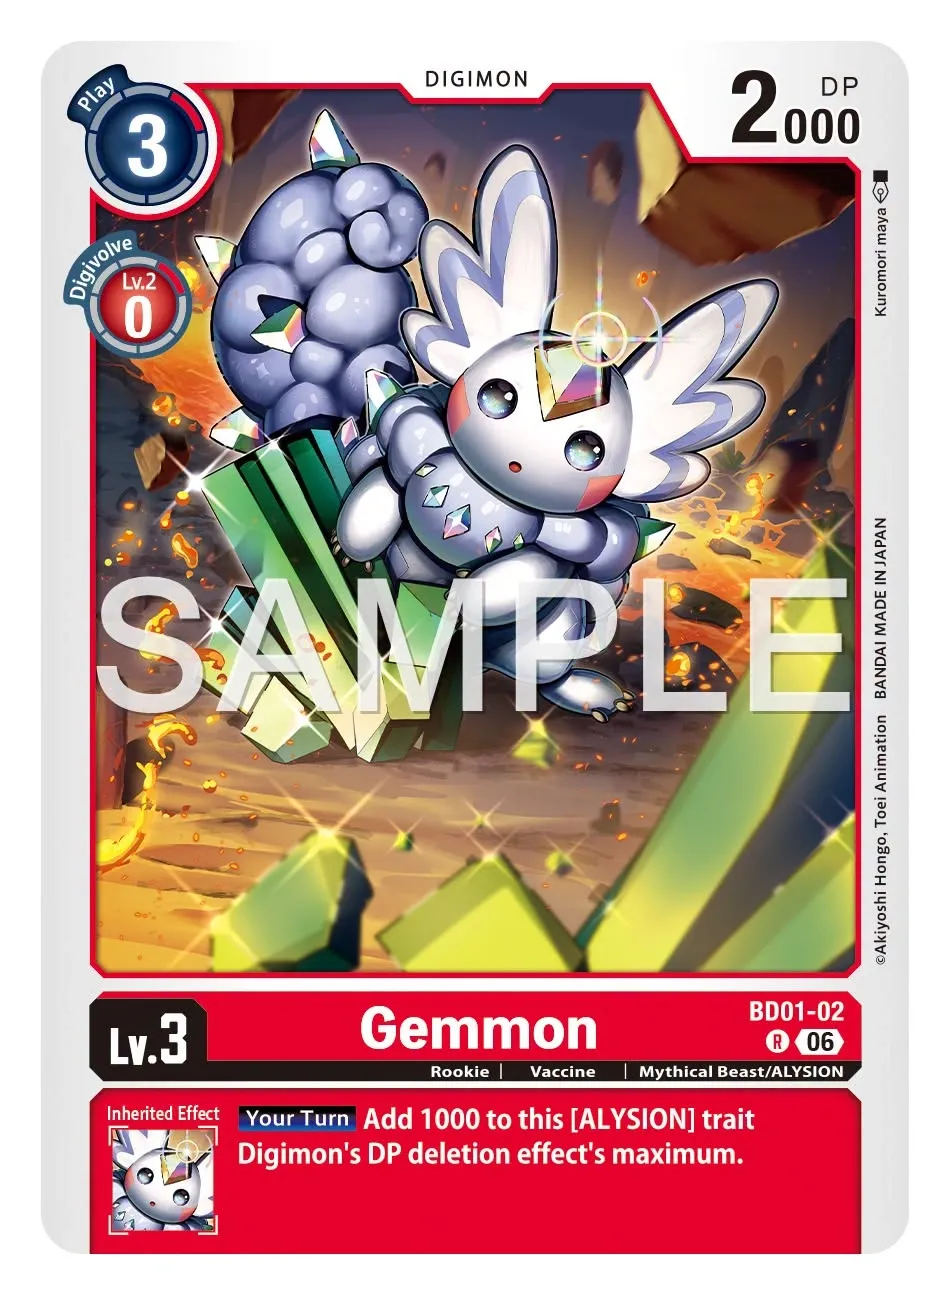 DIGIMON
Play
3
DP
2000
Digivolve
Lv.2
0
Kuromori maya
SAMPLE
BANDAI MADE IN JAPAN
©Akiyoshi Hongo, Toei Animation
Lv.3
Gemmon
BD01-02
R 06
Rookie | Vaccine | Mythical Beast/ALYSION
Inherited Effect
Your Turn Add 1000 to this [ALYSION] trait
Digimon's DP deletion effect's maximum.